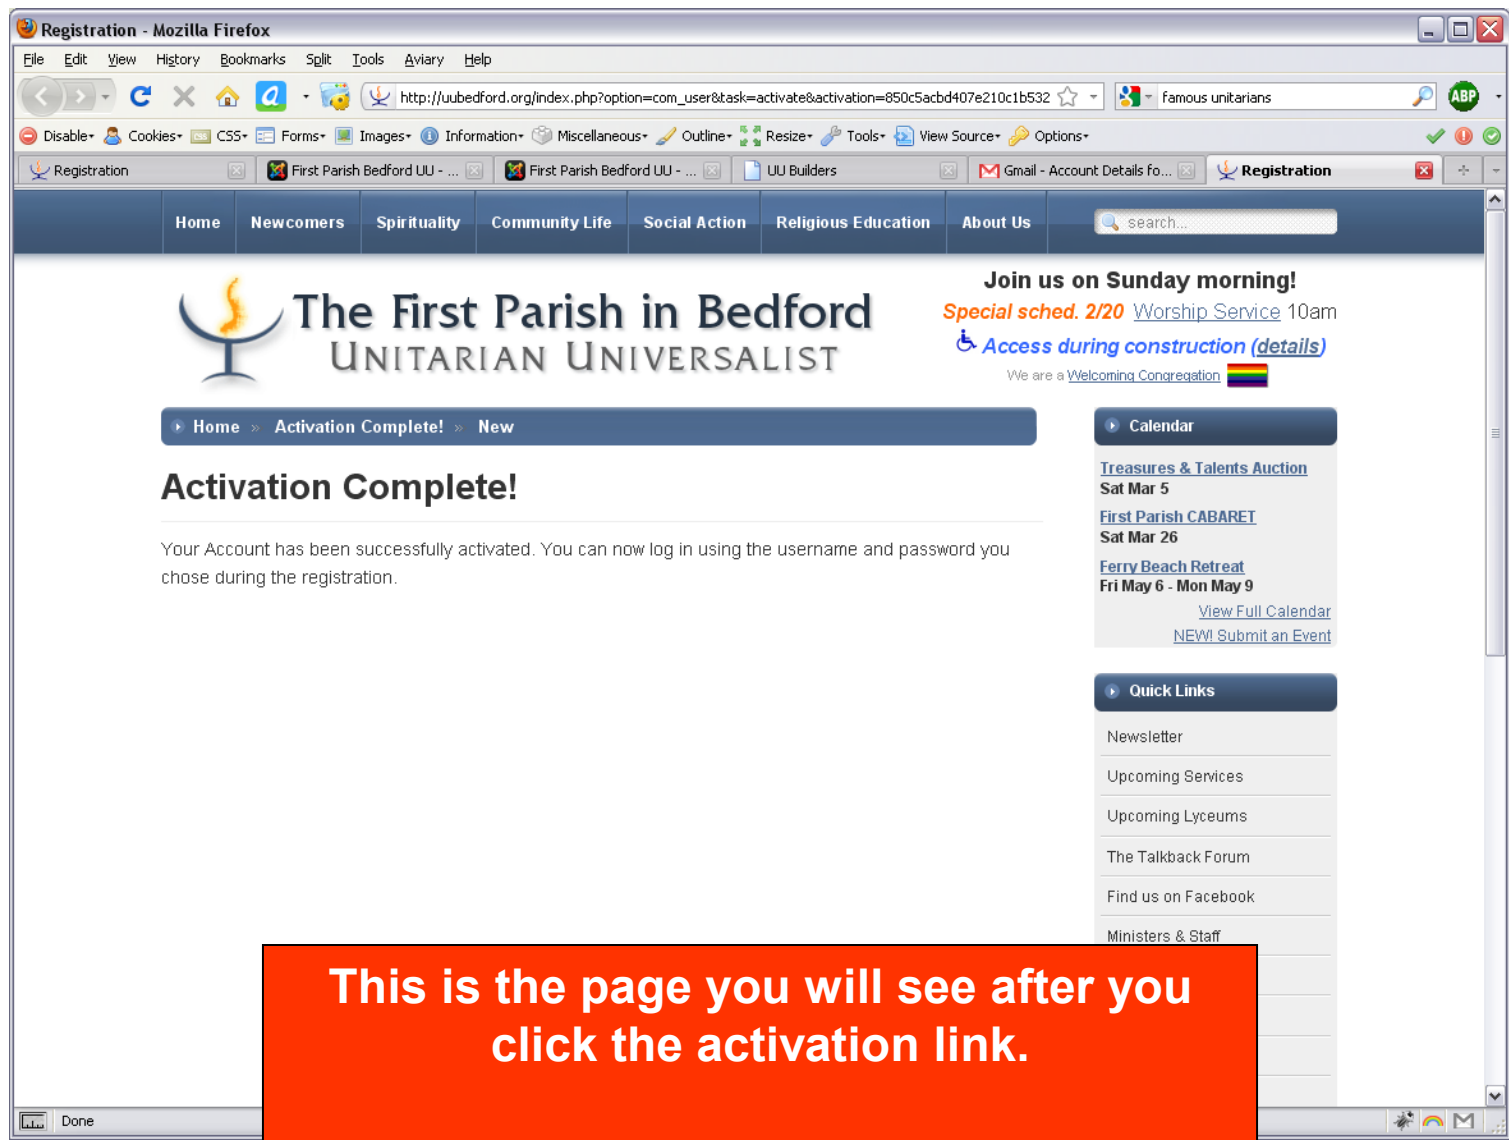 Registration - Mozilla Firefox
File Edit View History Bookmarks Split Tools Aviary Help
http://uubedford.org/index.php?option=com_user&task=activate&activation=850c5acbd407e210c1b532 famous unitarians ABP
Disable Cookies CSS Forms Images Information Miscellaneous Outline Resize Tools View Source Options
Registration First Parish Bedford UU - ... First Parish Bedford UU - ... UU Builders Gmail - Account Details fo... Registration
Home Newcomers Spirituality Community Life Social Action Religious Education About Us search...
The First Parish in Bedford
UNITARIAN UNIVERSALIST
Join us on Sunday morning!
Special sched. 2/20 Worship Service 10am
Access during construction (details)
We are a Welcoming Congregation
Home » Activation Complete! » New
Activation Complete!
Your Account has been successfully activated. You can now log in using the username and password you
chose during the registration.
Calendar
Treasures & Talents Auction
Sat Mar 5
First Parish CABARET
Sat Mar 26
Ferry Beach Retreat
Fri May 6 - Mon May 9
View Full Calendar
NEW! Submit an Event
Quick Links
Newsletter
Upcoming Services
Upcoming Lyceums
The Talkback Forum
Find us on Facebook
Ministers & Staff
This is the page you will see after you
click the activation link.
Done